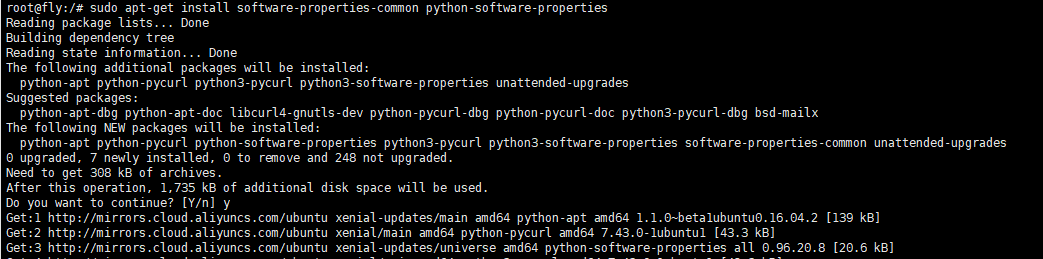 root@fly:/# sudo apt-get install software-properties-common python-software-properties
Reading package lists... Done
Building dependency tree
Reading state information... Done
The following additional packages will be installed:
  python-apt python-pycurl python3-pycurl python3-software-properties unattended-upgrades
Suggested packages:
  python-apt-dbg python-apt-doc libcurl4-gnutls-dev python-pycurl-dbg python-pycurl-doc python3-pycurl-dbg bsd-mailx
The following NEW packages will be installed:
  python-apt python-pycurl python-software-properties python3-pycurl python3-software-properties software-properties-common unattended-upgrades
0 upgraded, 7 newly installed, 0 to remove and 248 not upgraded.
Need to get 308 kB of archives.
After this operation, 1,735 kB of additional disk space will be used.
Do you want to continue? [Y/n] y
Get:1 http://mirrors.cloud.aliyuncs.com/ubuntu xenial-updates/main amd64 python-apt amd64 1.1.0~beta1ubuntu0.16.04.2 [139 kB]
Get:2 http://mirrors.cloud.aliyuncs.com/ubuntu xenial/main amd64 python-pycurl amd64 7.43.0-1ubuntu1 [43.3 kB]
Get:3 http://mirrors.cloud.aliyuncs.com/ubuntu xenial-updates/universe amd64 python-software-properties all 0.96.20.8 [20.6 kB]